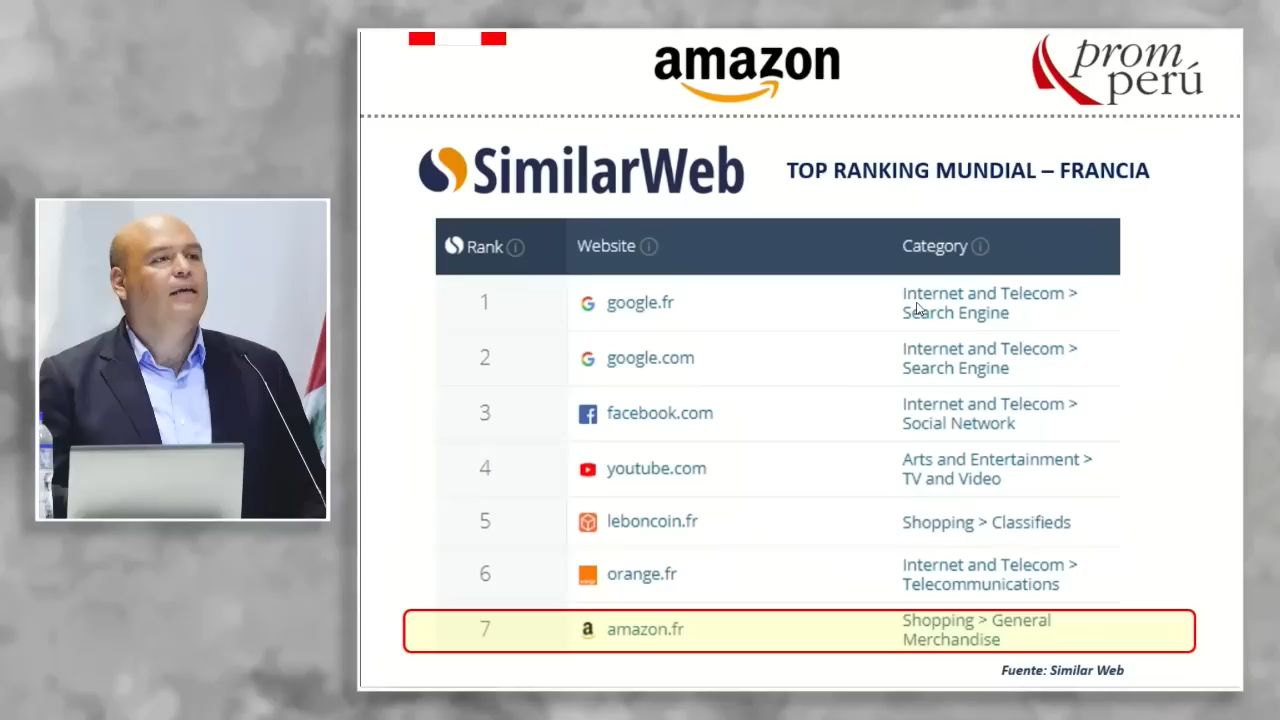 amazon
prom
perú
SimilarWeb
TOP RANKING MUNDIAL – FRANCIA
Rank Website Category
1 google.fr Internet and Telecom >
Search Engine
2 google.com Internet and Telecom >
Search Engine
3 facebook.com Internet and Telecom >
Social Network
4 youtube.com Arts and Entertainment >
TV and Video
5 leboncoin.fr Shopping > Classifieds
6 orange.fr Internet and Telecom >
Telecommunications
7 amazon.fr Shopping > General
Merchandise
Fuente: Similar Web